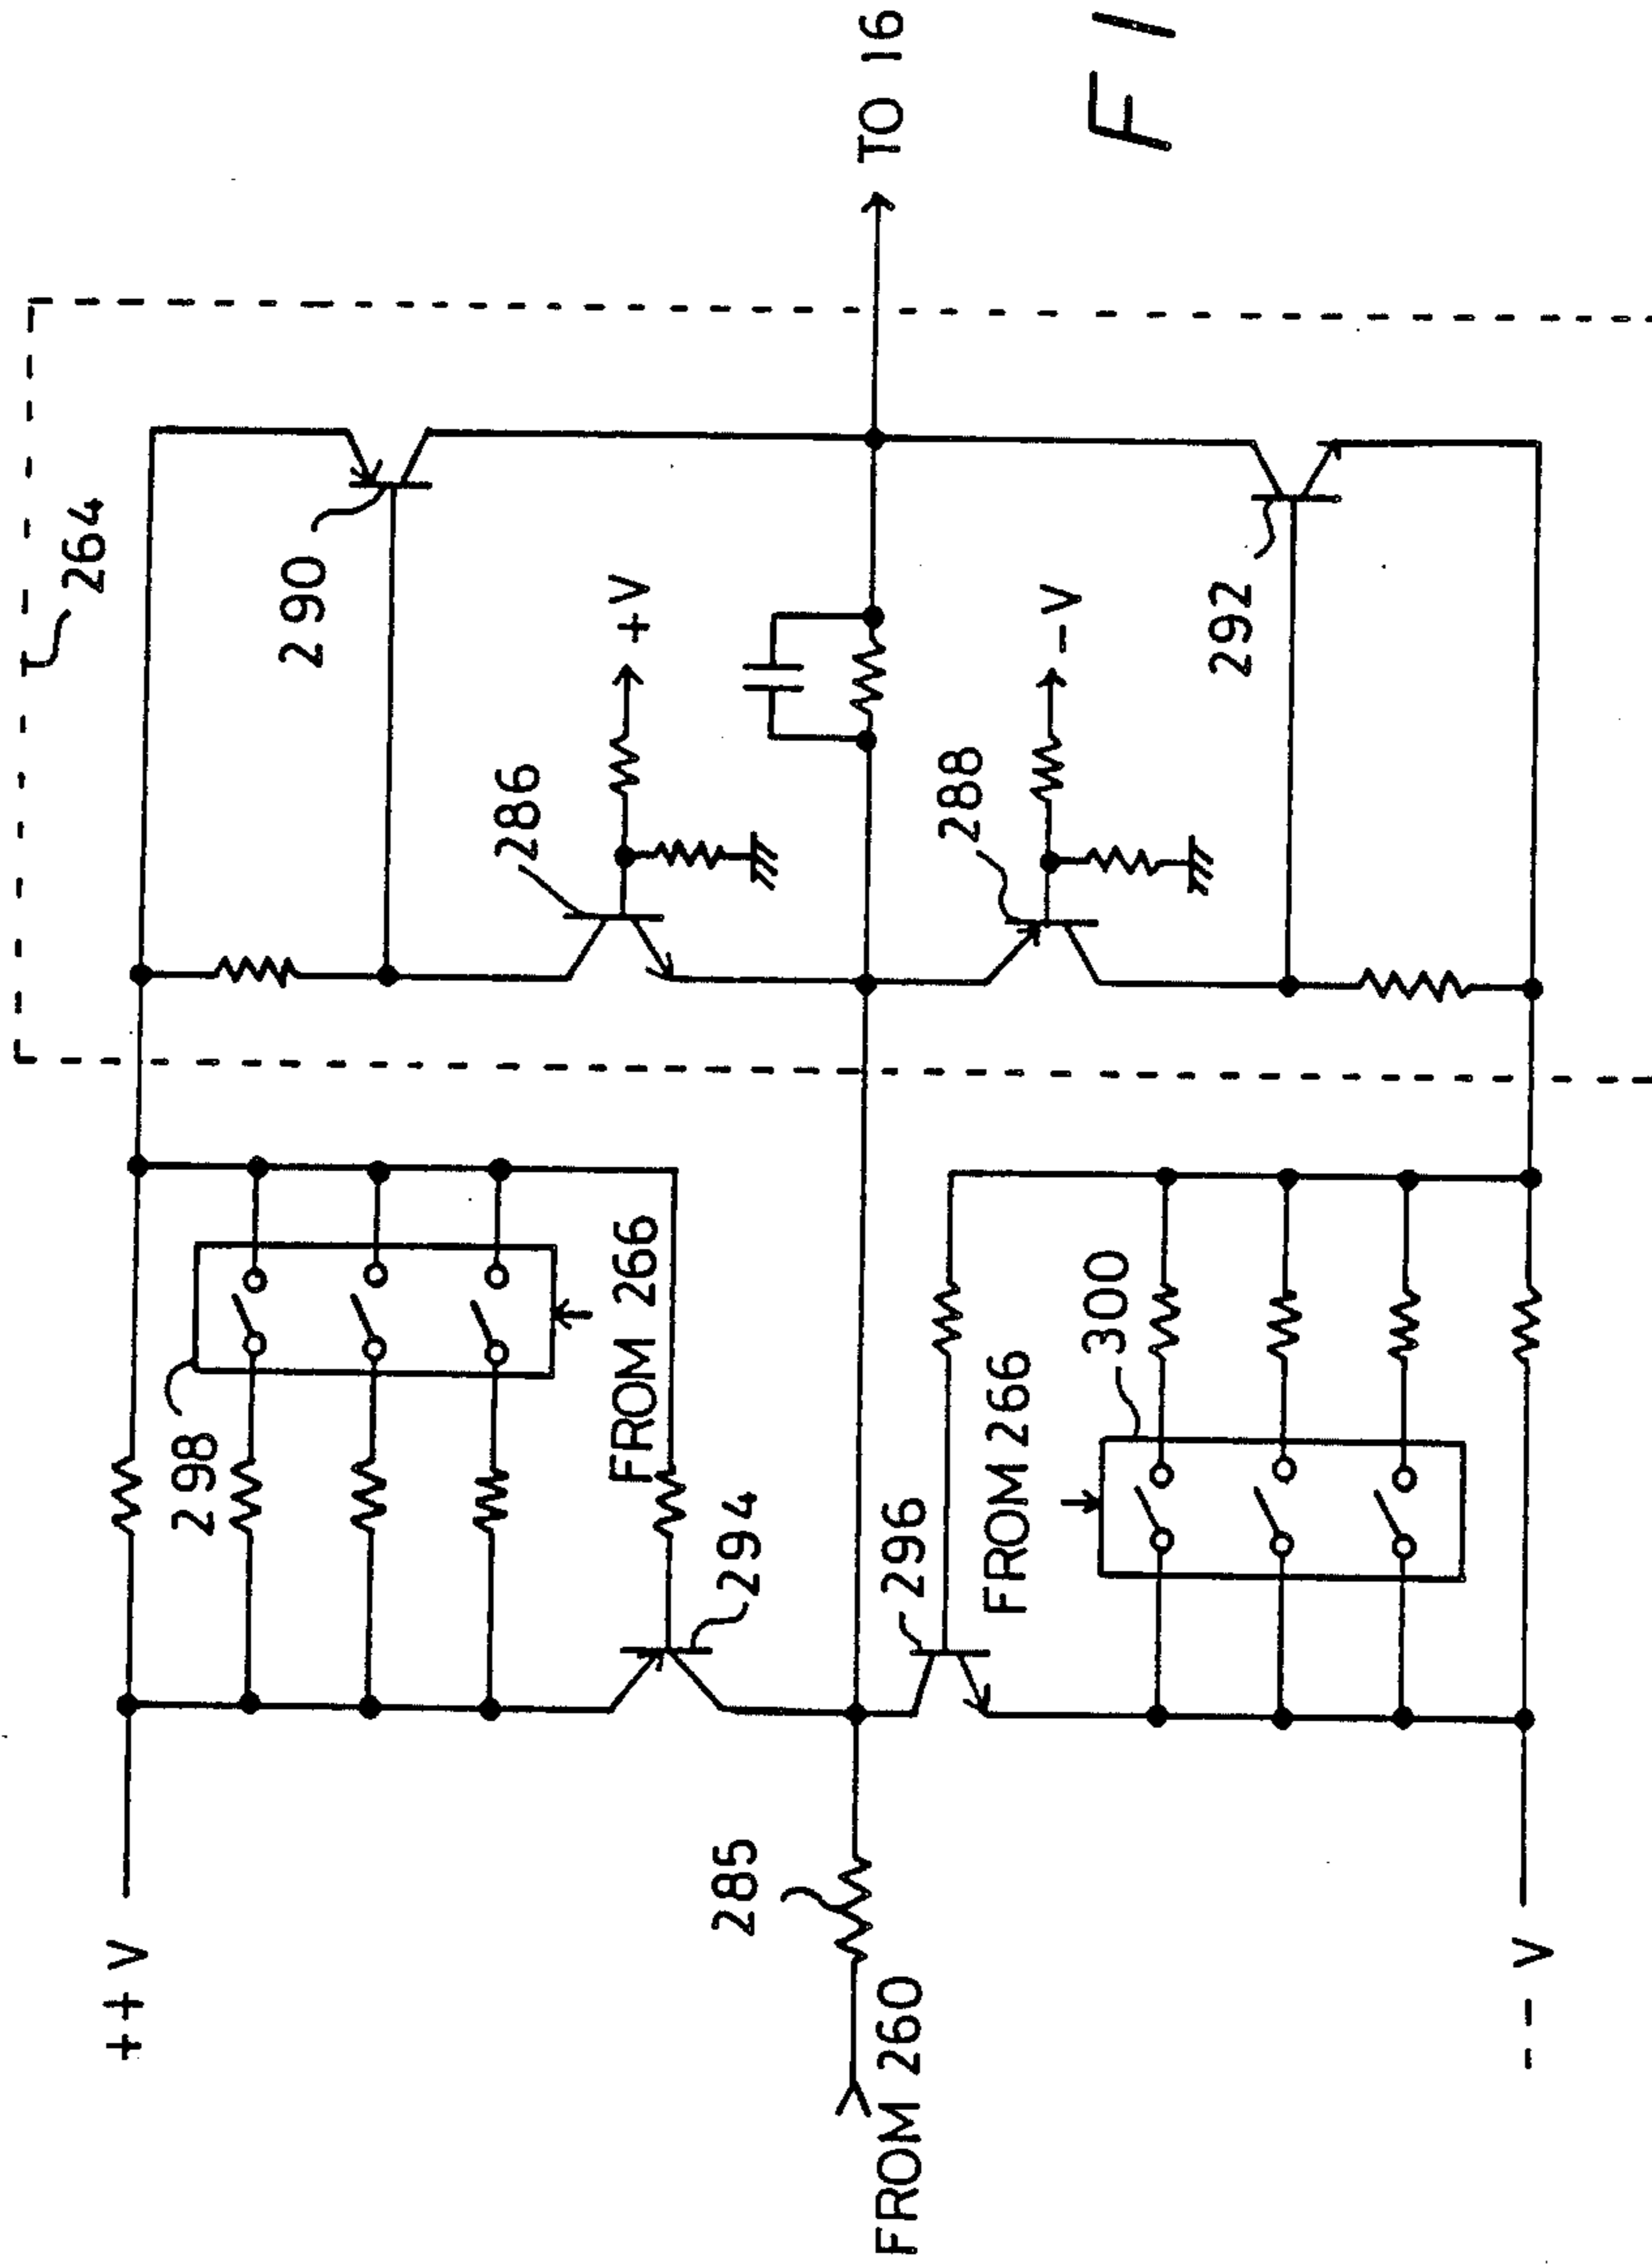 264
++ V
298
290
FROM 266
286
+V
294
285
FROM 260
TO 16
296
288
-V
FROM 266
300
292
-- V
F I